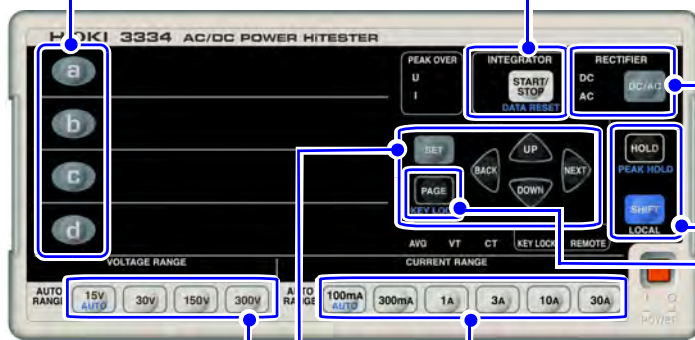 HIOKI 3334 AC/DC POWER HiTESTER
PEAK OVER
U
I
INTEGRATOR
START/
STOP
DATA RESET
RECTIFIER
DC
AC
DC/AC
a
b
c
d
SET
UP
BACK
NEXT
DOWN
PAGE
KEY LOCK
HOLD
PEAK HOLD
SHIFT
LOCAL
AVG VT CT KEY LOCK REMOTE
VOLTAGE RANGE
CURRENT RANGE
AUTO
RANGE
15V
AUTO
30V
150V
300V
AUTO
RANGE
100mA
AUTO
300mA
1A
3A
10A
30A
POWER